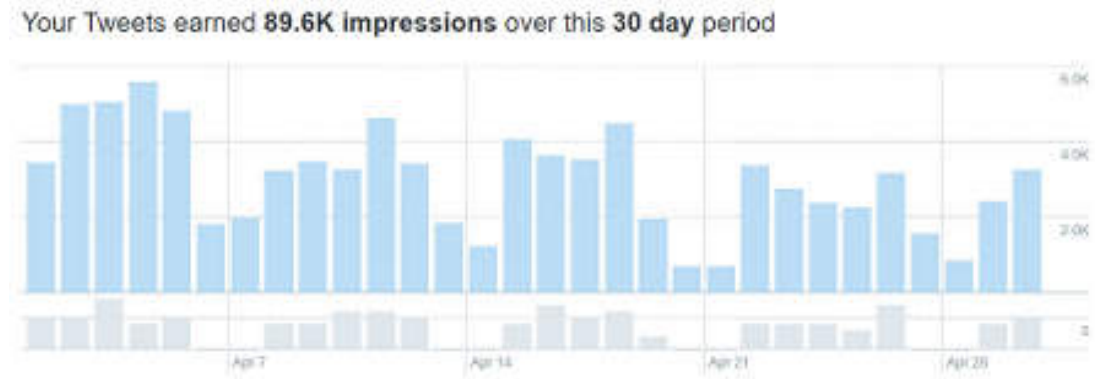 Your Tweets earned 89.6K impressions over this 30 day period
6.0K
4.0K
2.0K
Apr 7
Apr 14
Apr 21
Apr 28